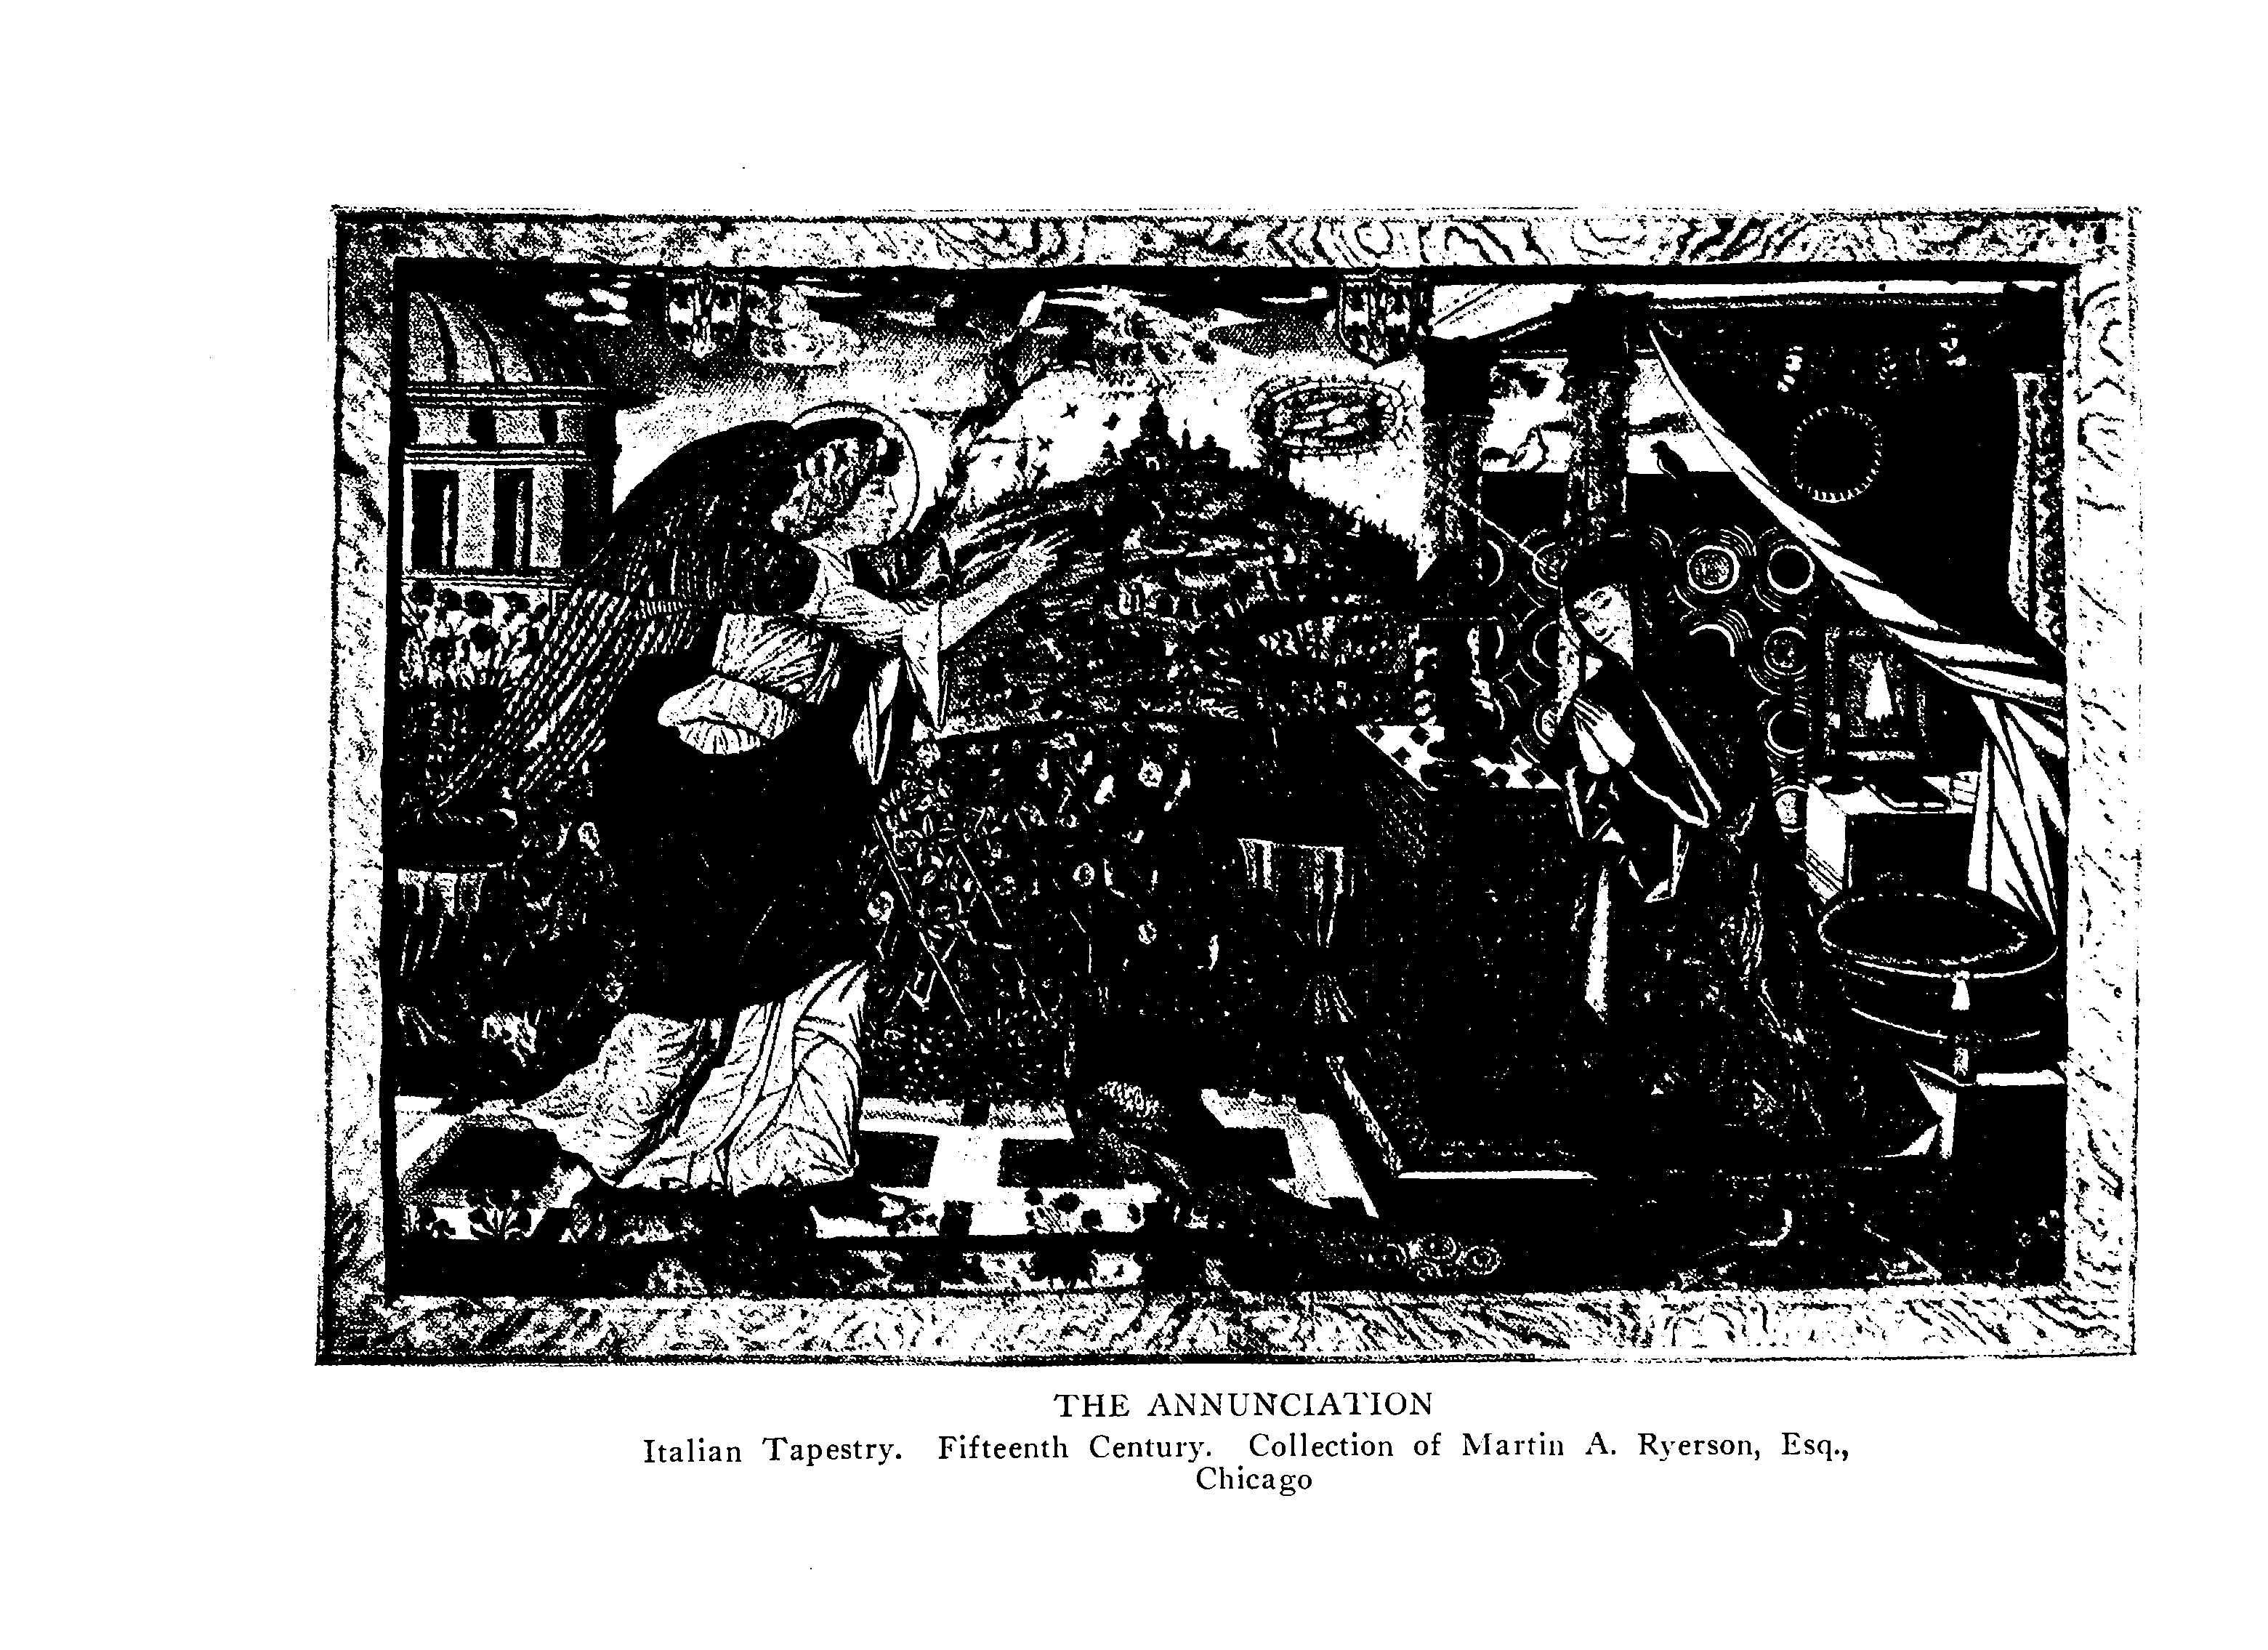 THE ANNUNCIATION
Italian Tapestry. Fifteenth Century. Collection of Martin A. Ryerson, Esq.,
Chicago